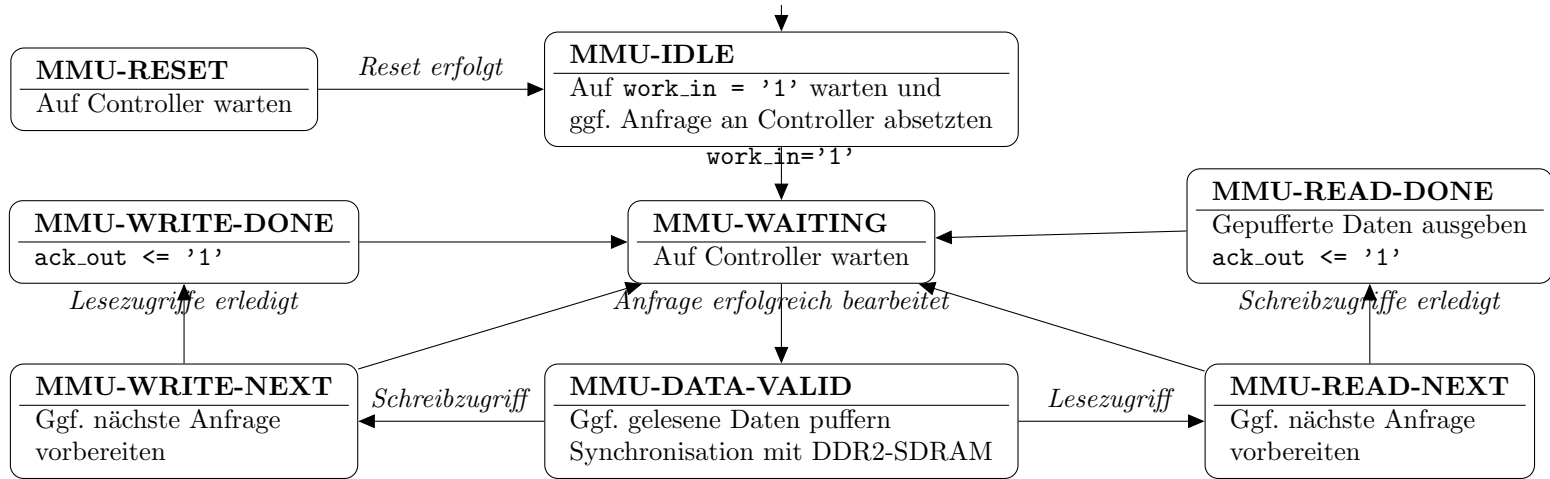 MMU-RESET
Auf Controller warten
Reset erfolgt
MMU-IDLE
Auf work_in = '1' warten und
ggf. Anfrage an Controller absetzten
work_in='1'
MMU-WRITE-DONE
ack_out <= '1'
MMU-WAITING
Auf Controller warten
MMU-READ-DONE
Gepufferte Daten ausgeben
ack_out <= '1'
Lesezugriffe erledigt
Anfrage erfolgreich bearbeitet
Schreibzugriffe erledigt
MMU-WRITE-NEXT
Ggf. nächste Anfrage
vorbereiten
Schreibzugriff
MMU-DATA-VALID
Ggf. gelesene Daten puffern
Synchronisation mit DDR2-SDRAM
Lesezugriff
MMU-READ-NEXT
Ggf. nächste Anfrage
vorbereiten